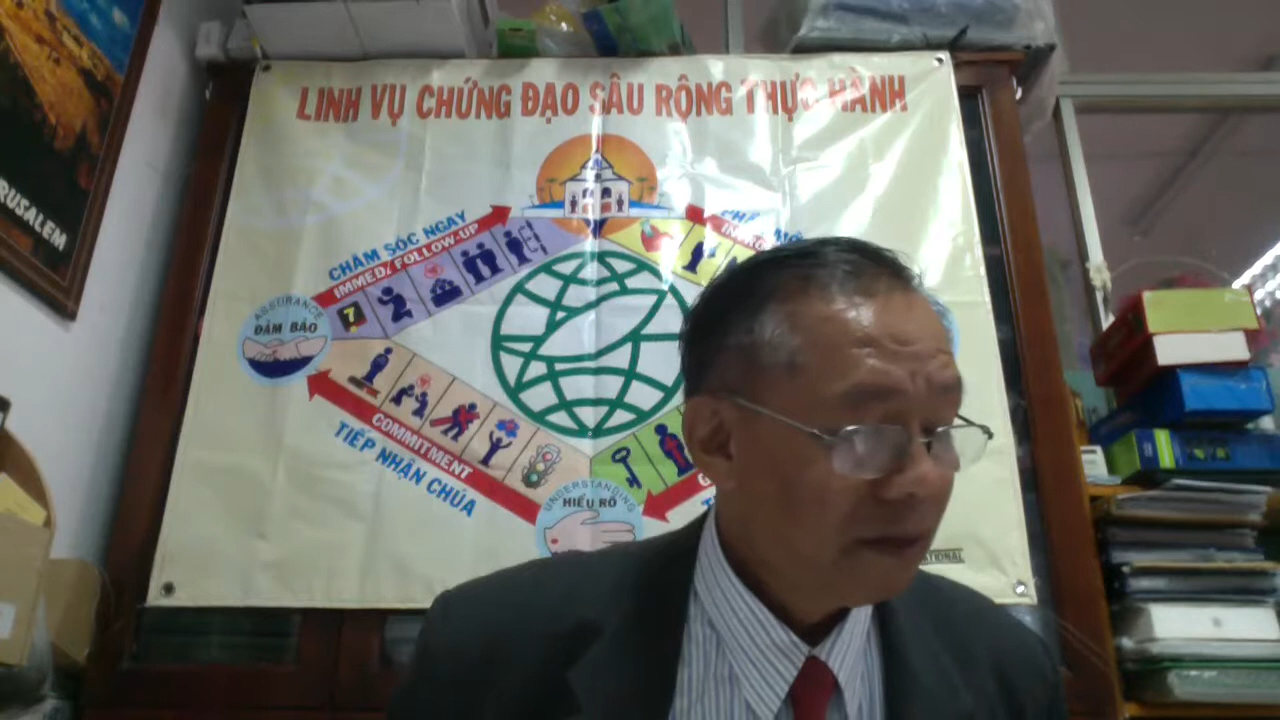 LINH VỤ CHỨNG ĐẠO SÂU RỘNG THỰC HÀNH
RUSALEM
CHĂM SÓC NGAY
IMMED/ FOLLOW-UP
7
ASSURANCE
ĐẢM BẢO
COMMITMENT
TIẾP NHẬN CHÚA
UNDERSTANDING
HIỂU RÕ